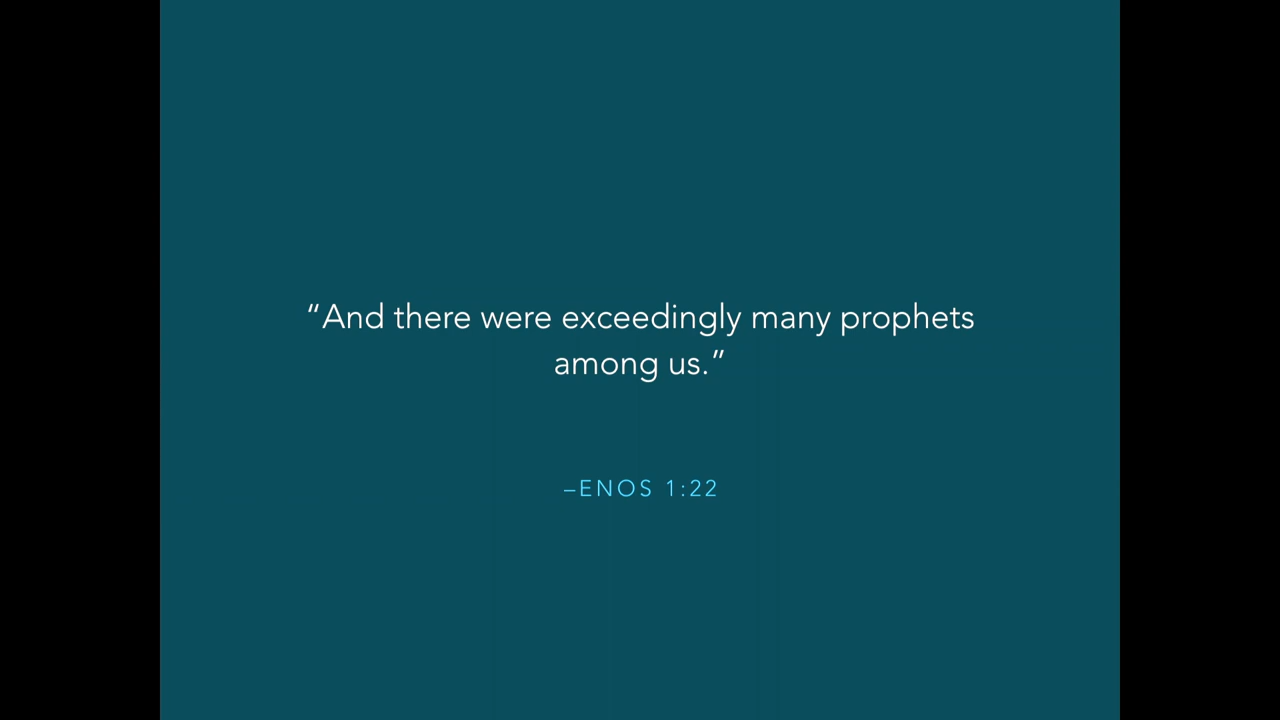 “And there were exceedingly many prophets
among us.”
–ENOS 1:22